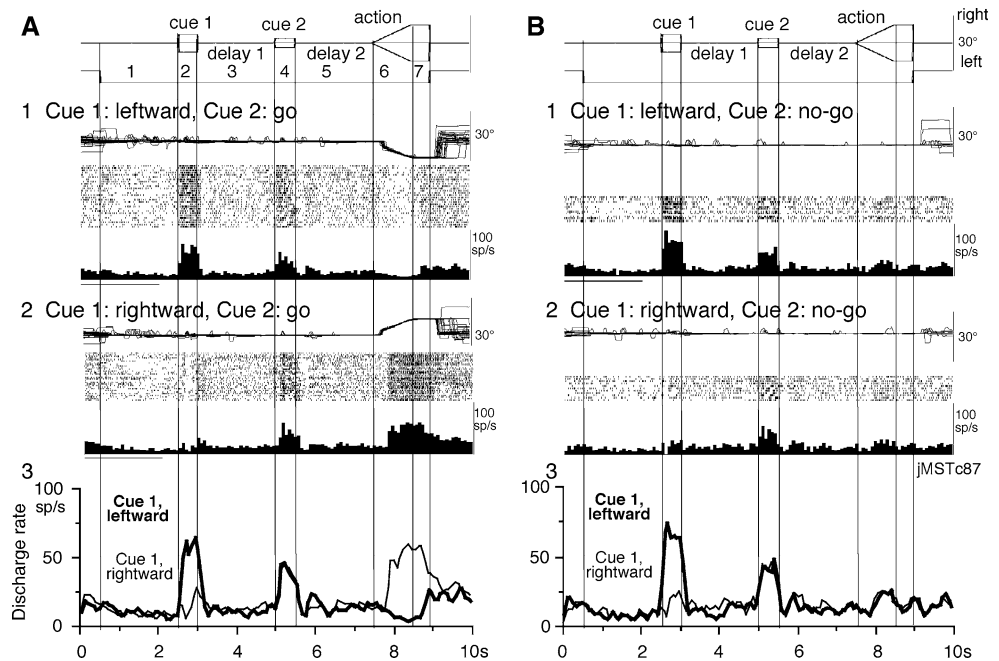 A
cue 1 cue 2 action
delay 1 delay 2
1 2 3 4 5 6 7
1 Cue 1: leftward, Cue 2: go
30°
100
sp/s
2 Cue 1: rightward, Cue 2: go
30°
100
sp/s
3
100
sp/s
50
0
Discharge rate
Cue 1,
leftward
Cue 1,
rightward
0 2 4 6 8 10s
B
cue 1 cue 2 action
right
30°
left
delay 1 delay 2
1 Cue 1: leftward, Cue 2: no-go
30°
100
sp/s
2 Cue 1: rightward, Cue 2: no-go
30°
100
sp/s
jMSTc87
3
100
50
0
Cue 1,
leftward
Cue 1,
rightward
0 2 4 6 8 10s